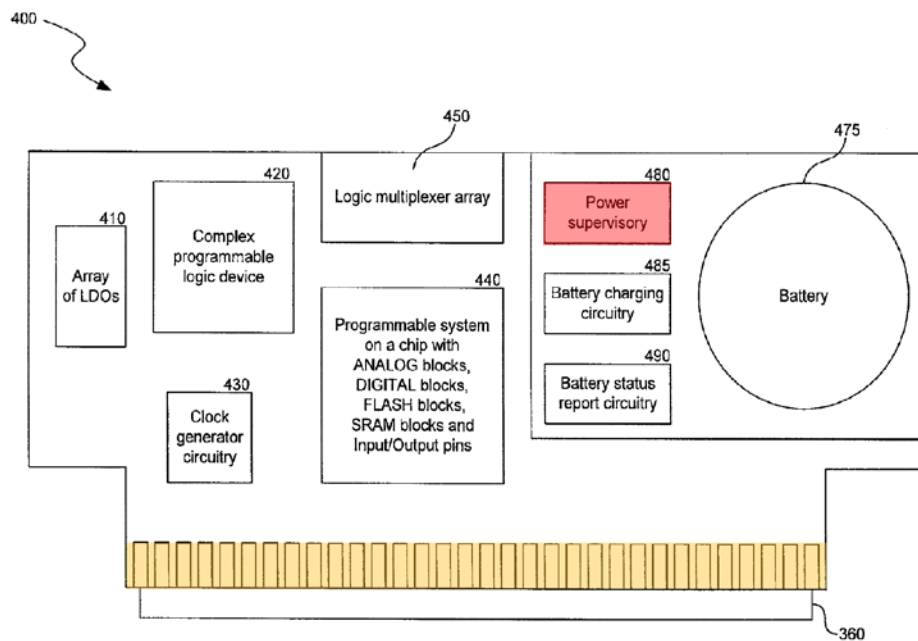 400
450
475
Logic multiplexer array
480
Power
supervisory
420
Complex
programmable
logic device
410
Array
of LDOs
485
Battery charging
circuitry
Battery
440
Programmable system
on a chip with
ANALOG blocks,
DIGITAL blocks,
FLASH blocks,
SRAM blocks and
Input/Output pins
490
Battery status
report circuitry
430
Clock
generator
circuitry
360